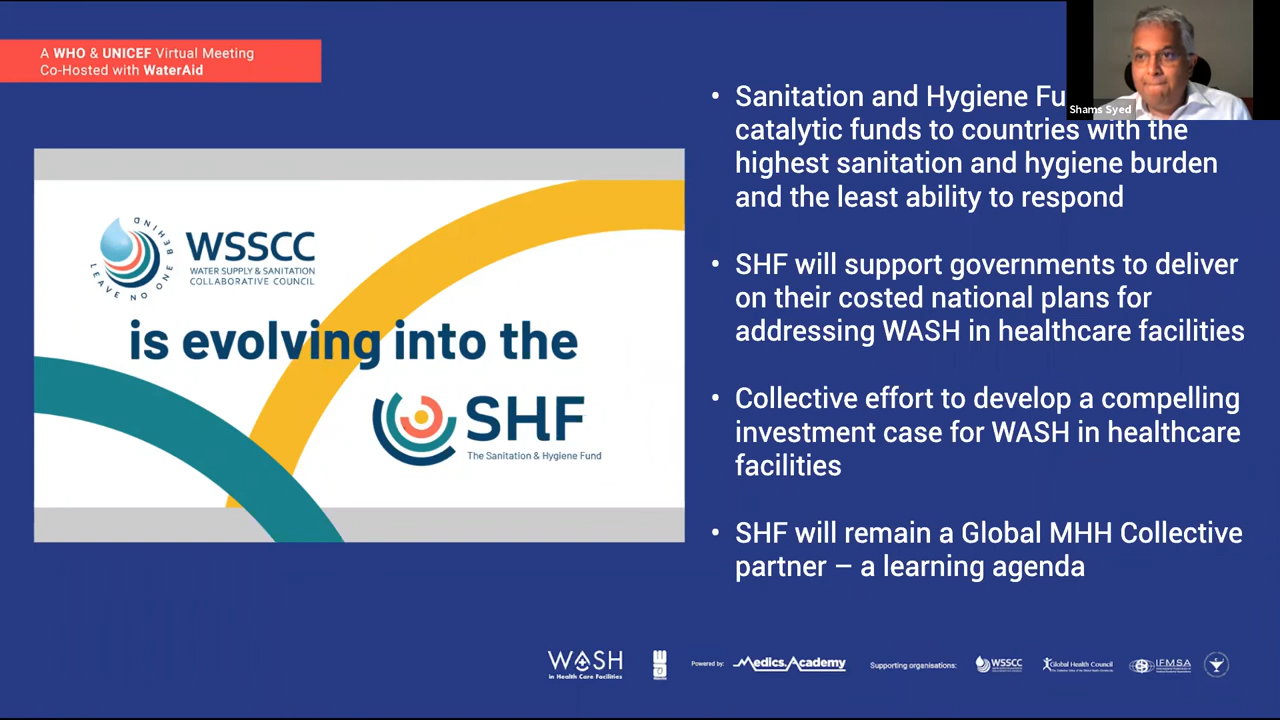 A WHO & UNICEF Virtual Meeting
Co-Hosted with WaterAid
LEAVE NO ONE BEHIND
WSSCC
WATER SUPPLY & SANITATION
COLLABORATIVE COUNCIL
is evolving into the
SHF
The Sanitation & Hygiene Fund
Shams Syed
• Sanitation and Hygiene Fu
catalytic funds to countries with the
highest sanitation and hygiene burden
and the least ability to respond
• SHF will support governments to deliver
on their costed national plans for
addressing WASH in healthcare facilities
• Collective effort to develop a compelling
investment case for WASH in healthcare
facilities
• SHF will remain a Global MHH Collective
partner – a learning agenda
WASH
in Health Care Facilities
Powered by:
Medics.Academy
Supporting organisations:
WSSCC
Global Health Council
IFMSA